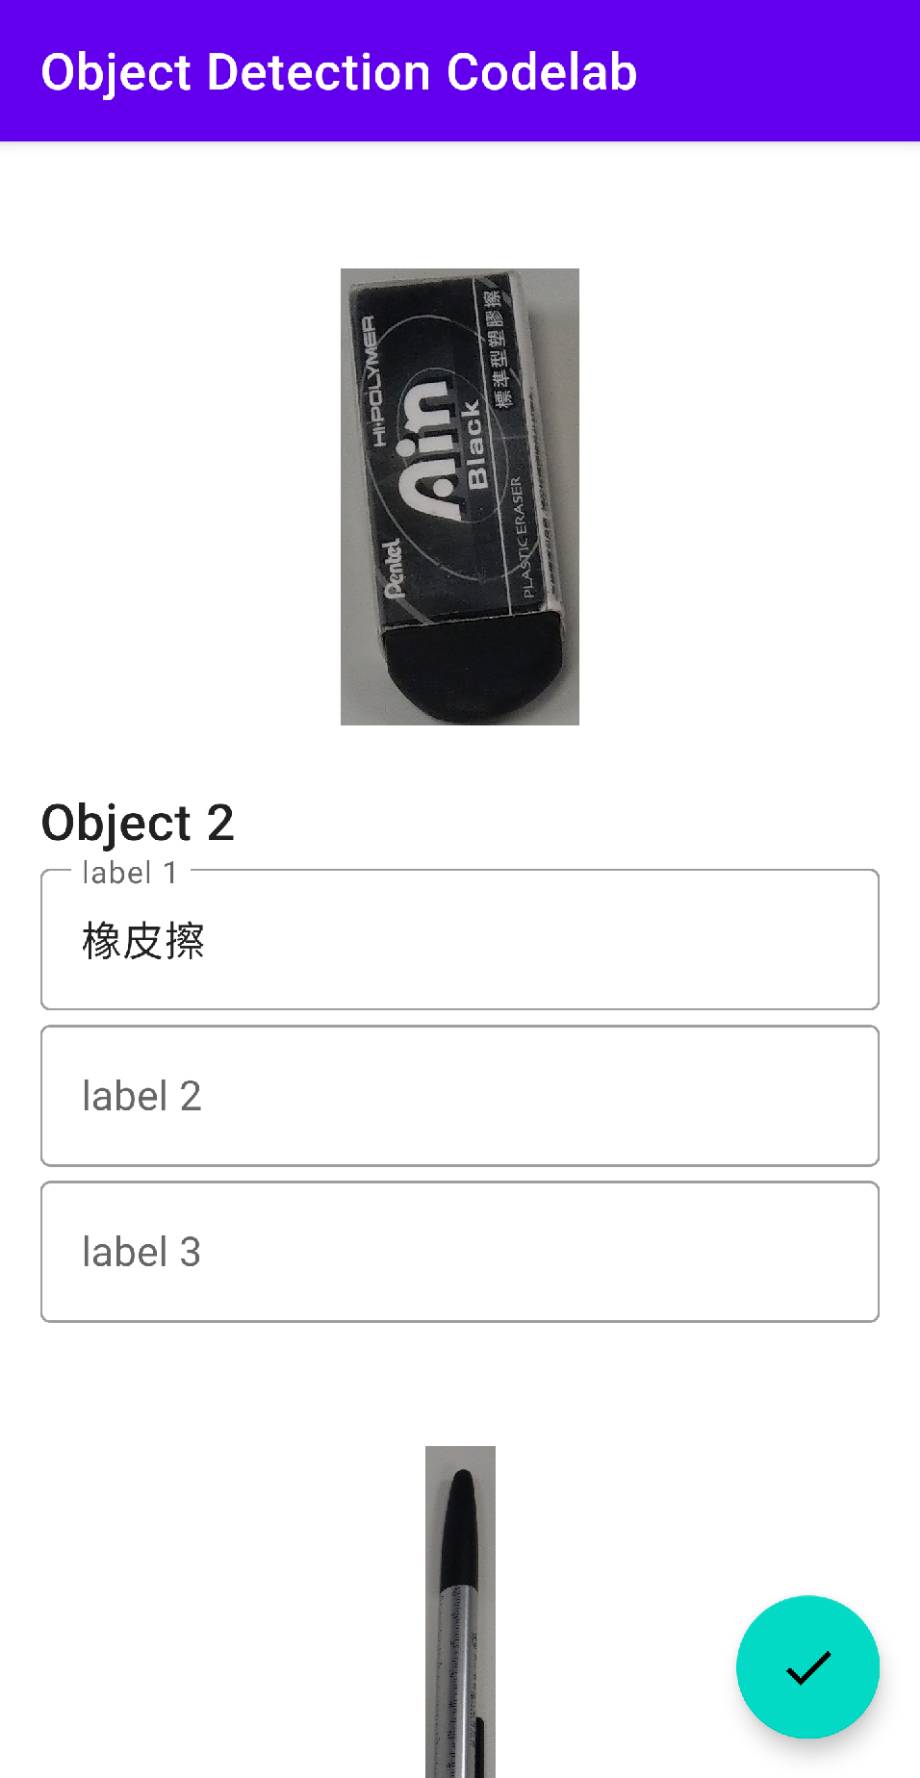 Object Detection Codelab
HI-POLYMER
Pentel
Ain
Black
標準型塑膠擦
PLASTIC ERASER
Object 2
label 1
橡皮擦
label 2
label 3